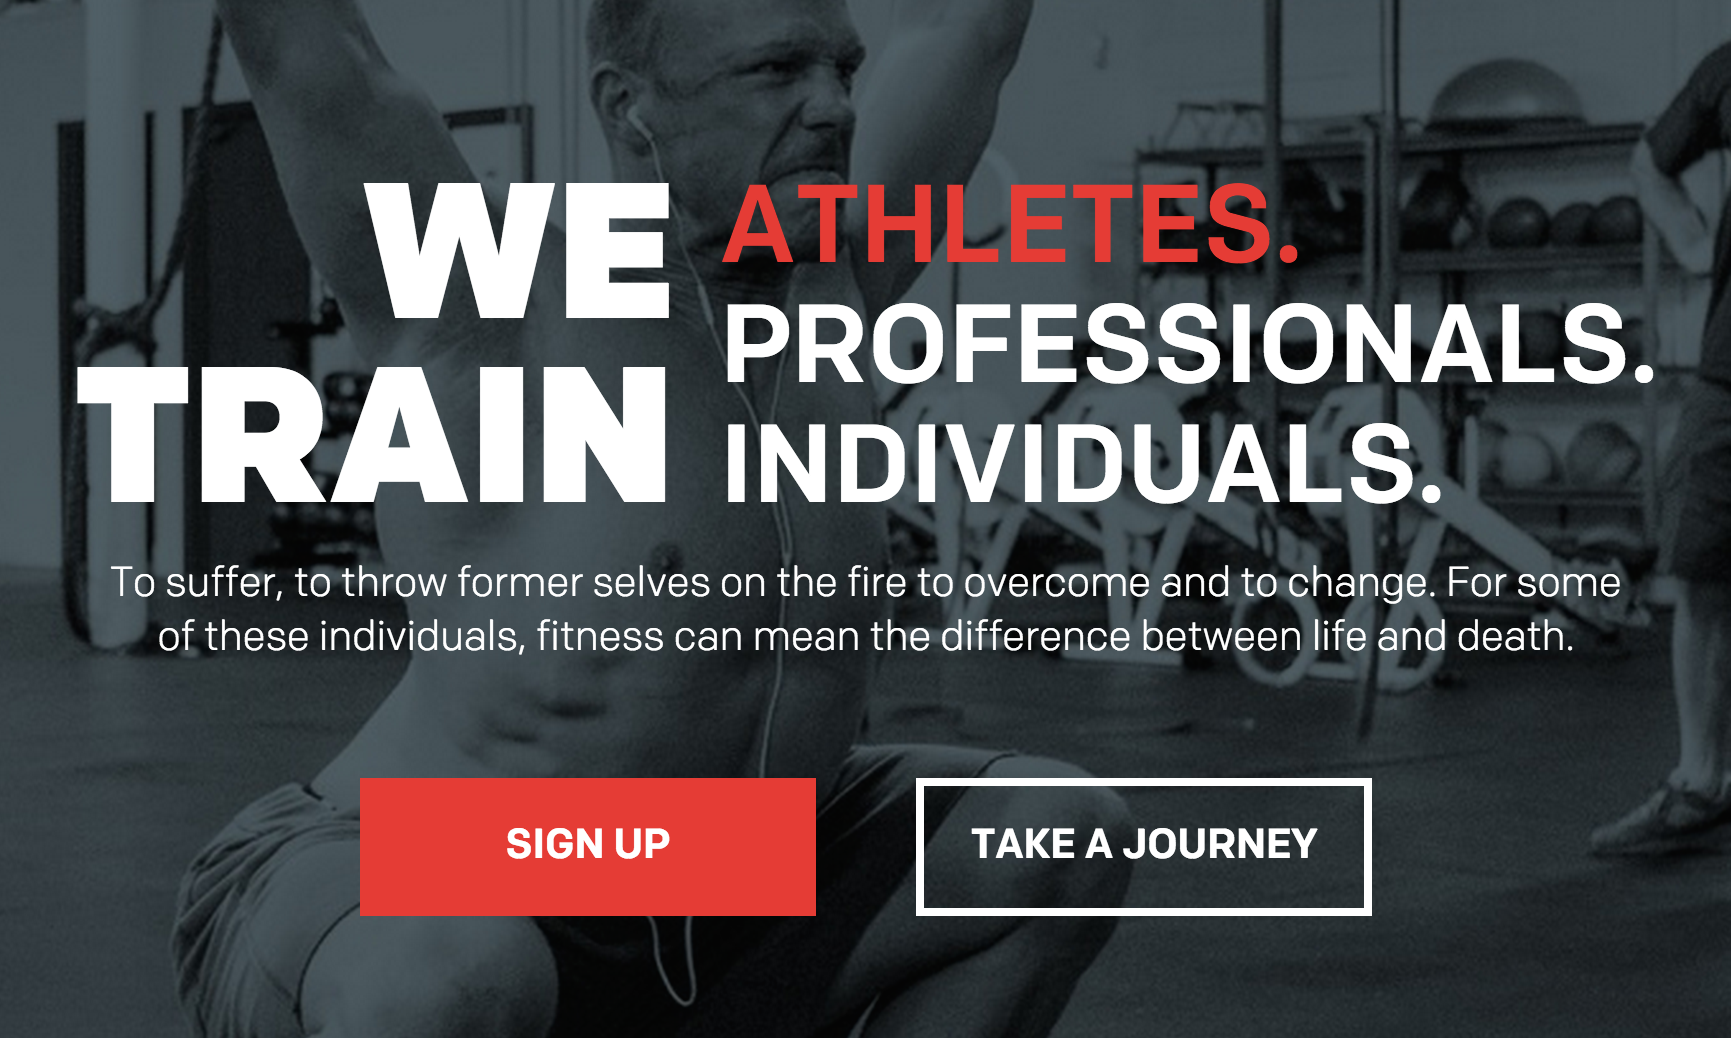 WE
TRAIN
ATHLETES.
PROFESSIONALS.
INDIVIDUALS.
To suffer, to throw former selves on the fire to overcome and to change. For some
of these individuals, fitness can mean the difference between life and death.
SIGN UP
TAKE A JOURNEY